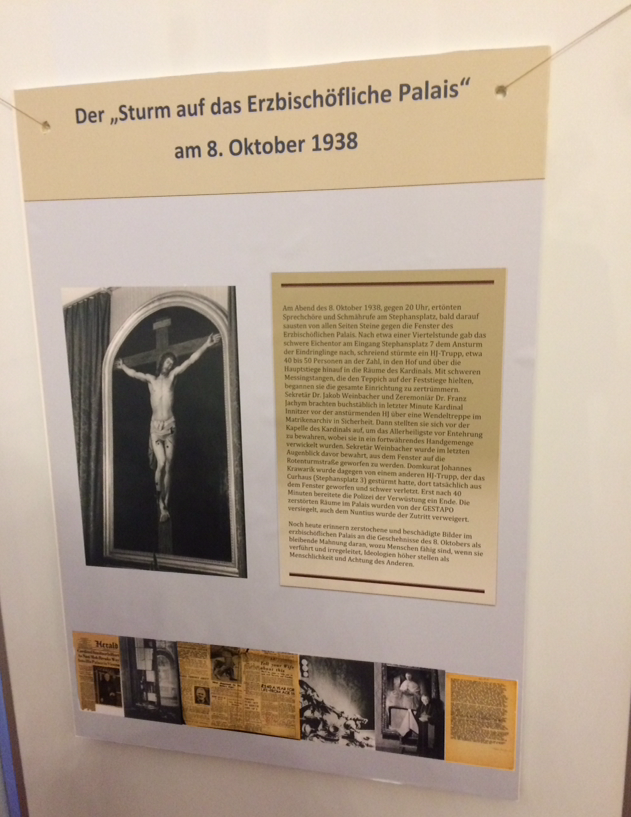 Der „Sturm auf das Erzbischöfliche Palais“
am 8. Oktober 1938
Am Abend des 8. Oktober 1938, gegen 20 Uhr, ertönten
Sprechchöre und Schmährufe am Stephansplatz, bald darauf
sausten von allen Seiten Steine gegen die Fenster des
Erzbischöflichen Palais. Nach etwa einer Viertelstunde gab das
schwere Eichentor am Eingang Stephansplatz 7 dem Ansturm
der Eindringlinge nach, schreiend stürmte ein HJ-Trupp, etwa
40 bis 50 Personen an der Zahl, in den Hof und über die
Hauptstiege hinauf in die Räume des Kardinals. Mit schweren
Messingstangen, die den Teppich auf der Feststiege hielten,
begannen sie die gesamte Einrichtung zu zertrümmern.
Sekretär Dr. Jakob Weinbacher und Zeremoniär Dr. Franz
Jachym brachten buchstäblich in letzter Minute Kardinal
Innitzer vor der anstürmenden HJ über eine Wendeltreppe im
Matrikenarchiv in Sicherheit. Dann stellten sie sich vor der
Kapelle des Kardinals auf, um das Allerheiligste vor Entehrung
zu bewahren, wobei sie in ein fortwährendes Handgemenge
verwickelt wurden. Sekretär Weinbacher wurde im letzten
Augenblick davor bewahrt, aus dem Fenster auf die
Rotenturmstraße geworfen zu werden. Domkurat Johannes
Krawarik wurde dagegen von einem anderen HJ-Trupp, der das
Curhaus (Stephansplatz 3) gestürmt hatte, dort tatsächlich aus
dem Fenster geworfen und schwer verletzt. Erst nach 40
Minuten bereitete die Polizei der Verwüstung ein Ende. Die
zerstörten Räume im Palais wurden von der GESTAPO
versiegelt, auch dem Nuntius wurde der Zutritt verweigert.
Noch heute erinnern zerstochene und beschädigte Bilder im
erzbischöflichen Palais an die Geschehnisse des 8. Oktobers als
bleibende Mahnung daran, wozu Menschen fähig sind, wenn sie
verführt und irregeleitet, Ideologien höher stellen als
Menschlichkeit und Achtung des Anderen.
Herald